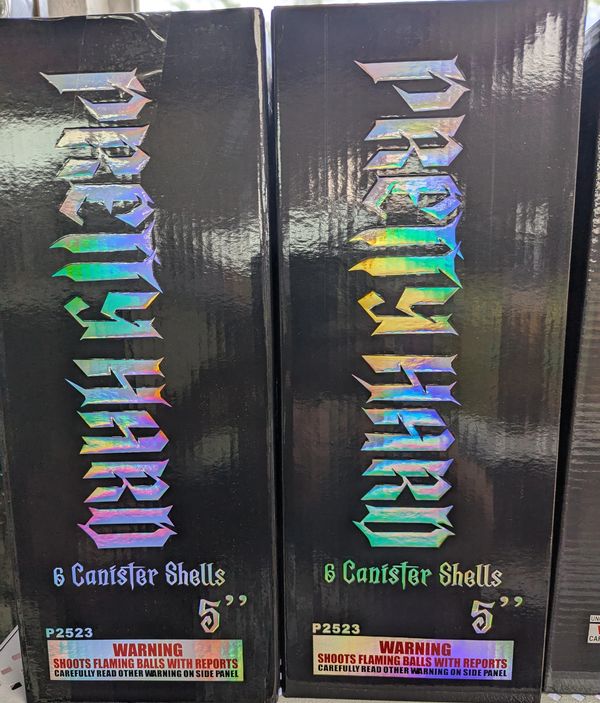 PRETTY HARD
6 Canister Shells
5”
P2523
WARNING
SHOOTS FLAMING BALLS WITH REPORTS
CAREFULLY READ OTHER WARNING ON SIDE PANEL
PRETTY HARD
6 Canister Shells
5”
P2523
WARNING
SHOOTS FLAMING BALLS WITH REPORTS
CAREFULLY READ OTHER WARNING ON SIDE PANEL